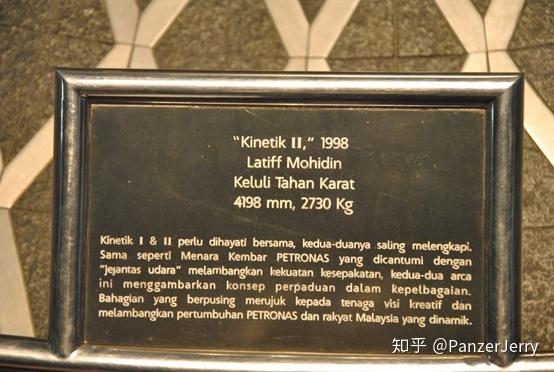 "Kinetik II," 1998
Latiff Mohidin
Keluli Tahan Karat
4198 mm, 2730 Kg
Kinetik I & II perlu dihayati bersama, kedua-duanya saling melengkapi.
Sama seperti Menara Kembar PETRONAS yang dicantumi dengan
"jejantas udara" melambangkan kekuatan kesepakatan, kedua-dua arca
ini menggambarkan konsep perpaduan dalam kepelbagaian.
Bahagian yang berpusing merujuk kepada tenaga visi kreatif dan
melambangkan pertumbuhan PETRONAS dan rakyat Malaysia yang dinamik.
知乎 @PanzerJerry